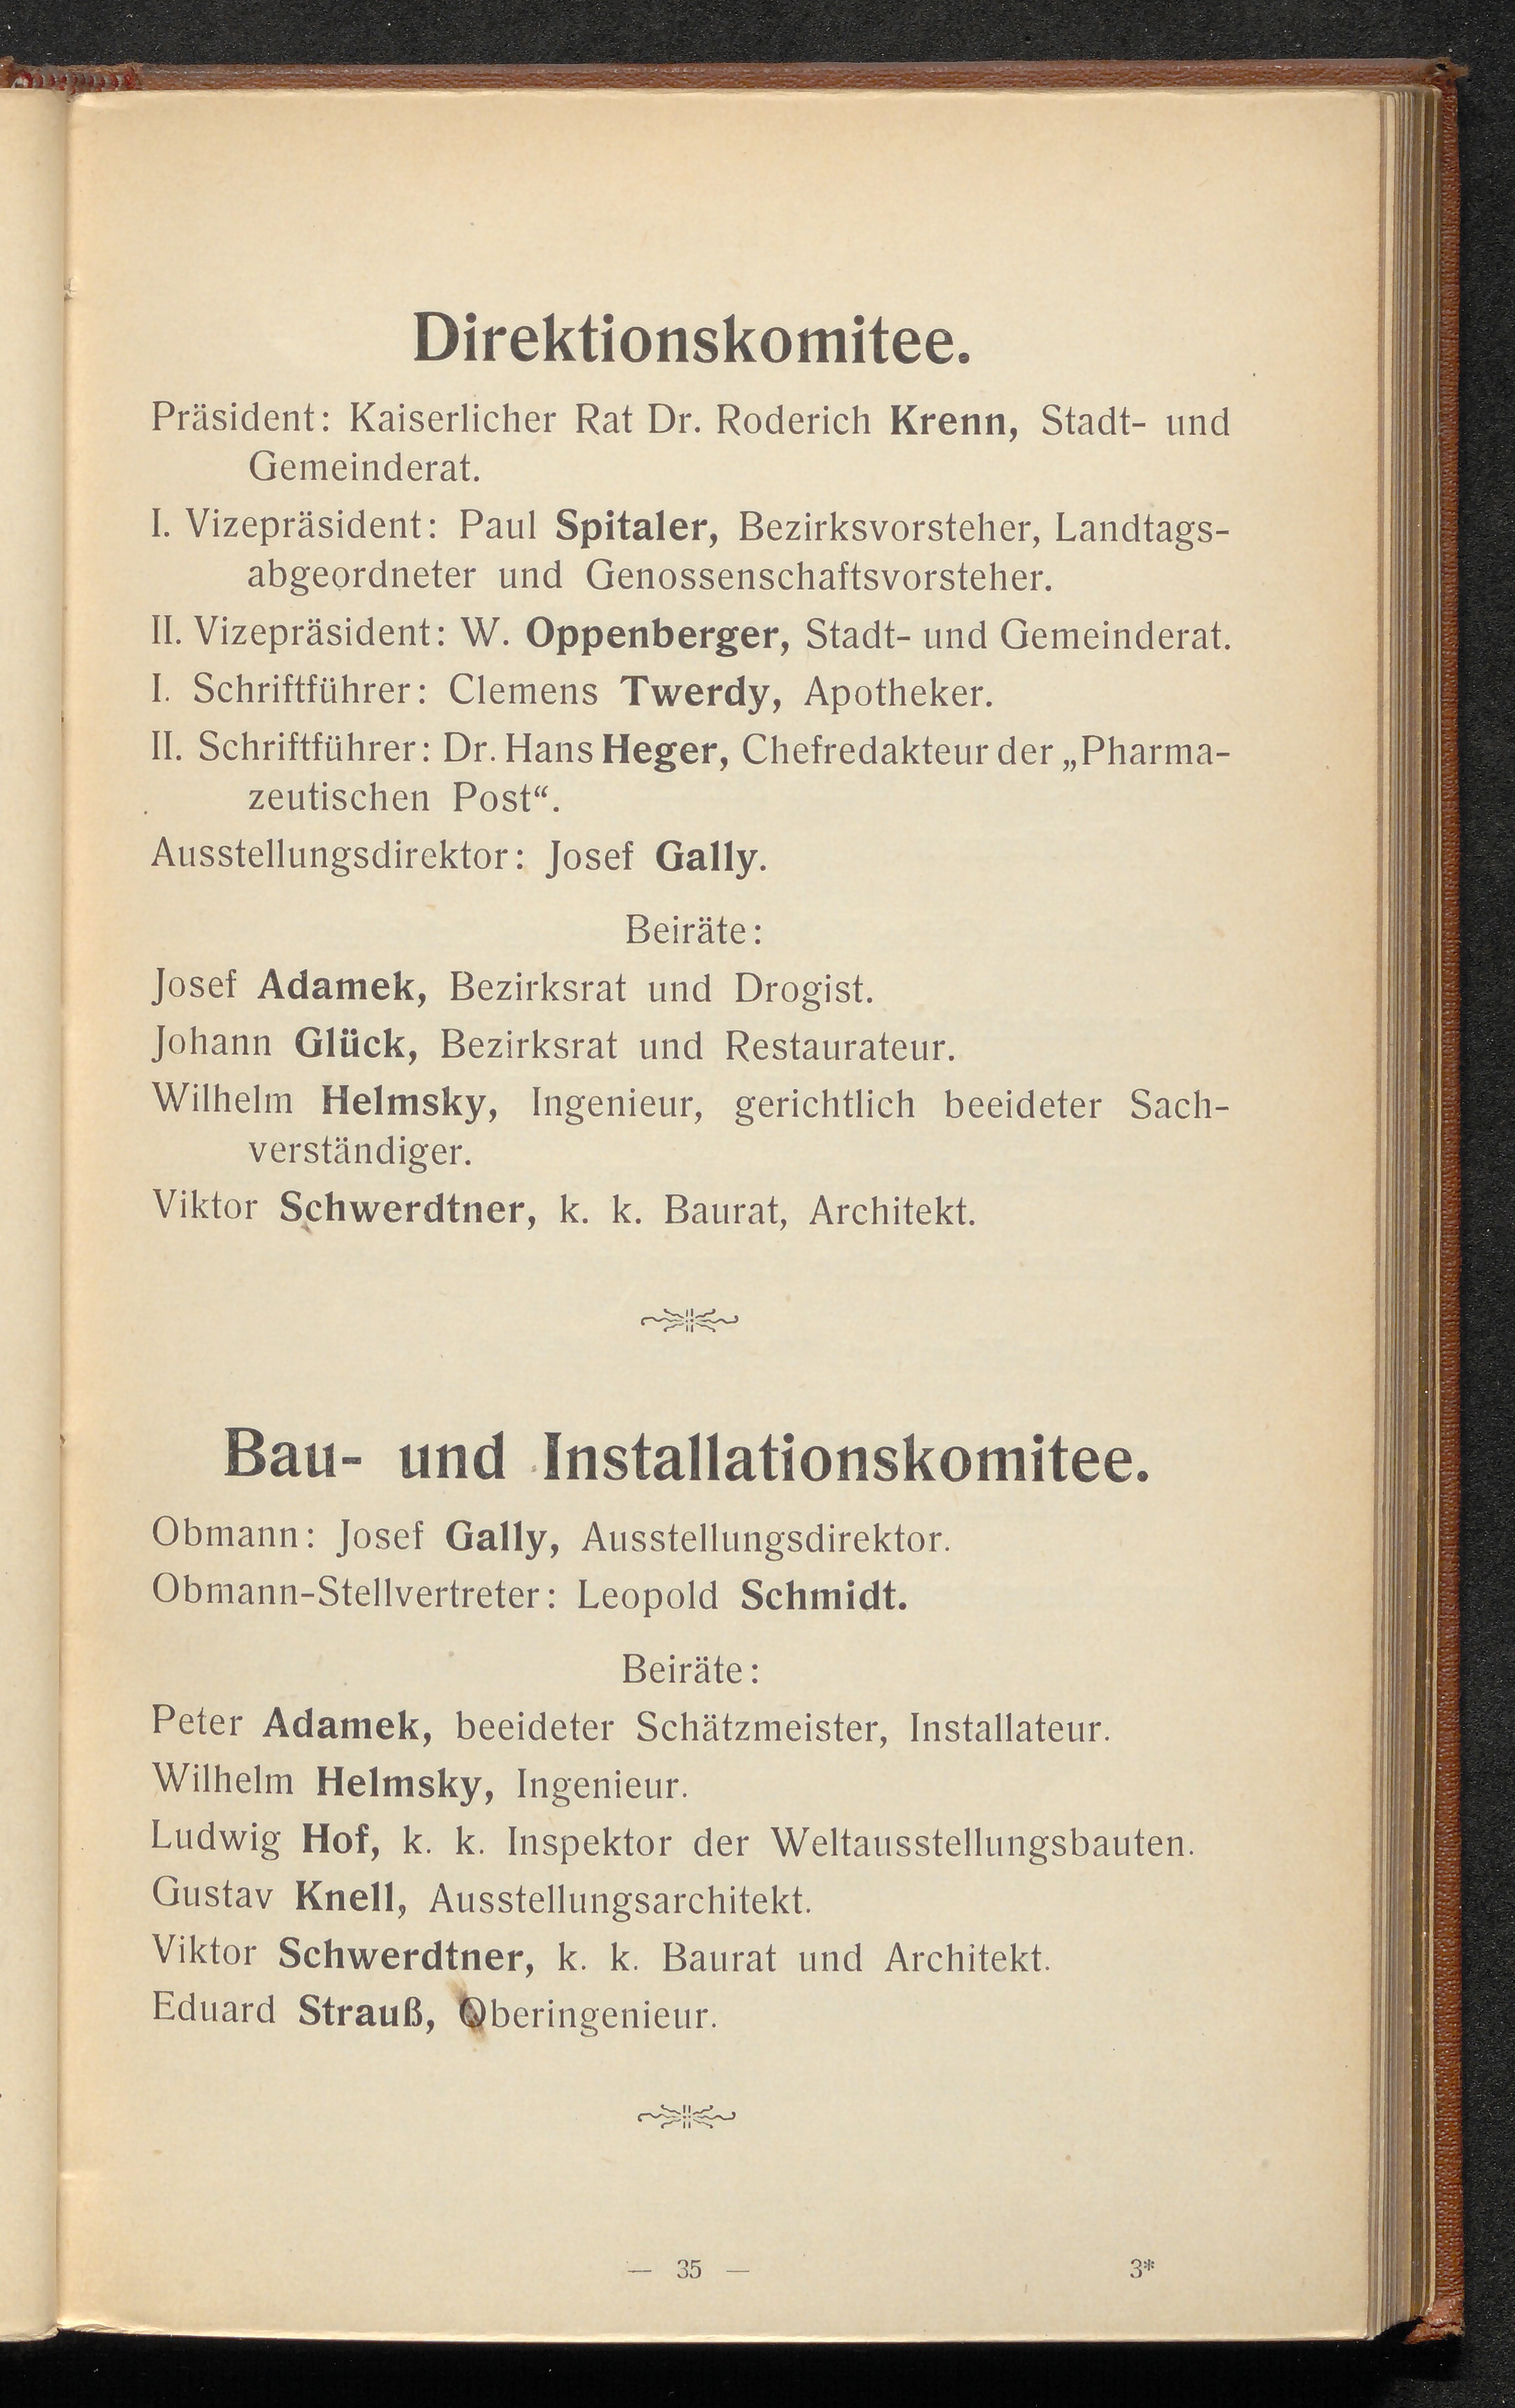 Direktionskomitee.
Präsident: Kaiserlicher Rat Dr. Roderich Krenn, Stadt- und
Gemeinderat.
I. Vizepräsident: Paul Spitaler, Bezirksvorsteher, Landtags-
abgeordneter und Genossenschaftsvorsteher.
II. Vizepräsident: W. Oppenberger, Stadt- und Gemeinderat.
I. Schriftführer: Clemens Twerdy, Apotheker.
II. Schriftführer: Dr. Hans Heger, Chefredakteur der „Pharma-
zeutischen Post“.
Ausstellungsdirektor: Josef Gally.
Beiräte:
Josef Adamek, Bezirksrat und Drogist.
Johann Glück, Bezirksrat und Restaurateur.
Wilhelm Helmsky, Ingenieur, gerichtlich beeideter Sach-
verständiger.
Viktor Schwerdtner, k. k. Baurat, Architekt.
Bau- und Installationskomitee.
Obmann: Josef Gally, Ausstellungsdirektor.
Obmann-Stellvertreter: Leopold Schmidt.
Beiräte:
Peter Adamek, beeideter Schätzmeister, Installateur.
Wilhelm Helmsky, Ingenieur.
Ludwig Hof, k. k. Inspektor der Weltausstellungsbauten.
Gustav Knell, Ausstellungsarchitekt.
Viktor Schwerdtner, k. k. Baurat und Architekt.
Eduard Strauß, Oberingenieur.
— 35 — 3*